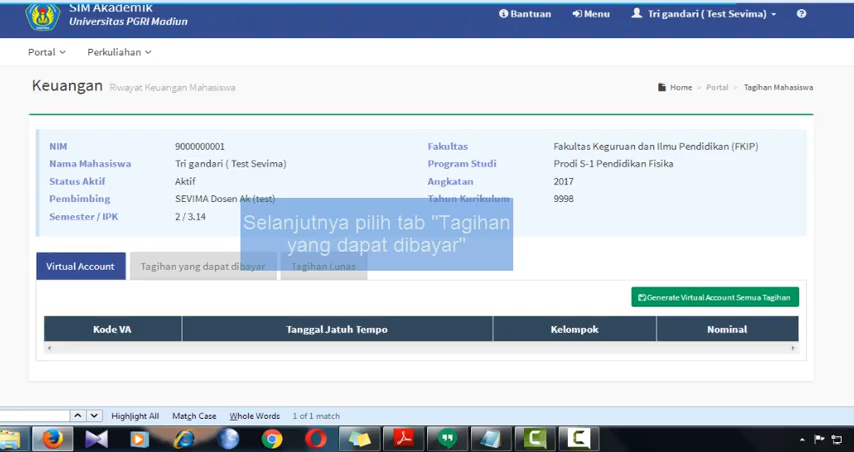 SIM Akademik
Universitas PGRI Madiun
Bantuan Menu Tri gandari ( Test Sevima)
Portal Perkuliahan
Keuangan Riwayat Keuangan Mahasiswa
Home > Portal > Tagihan Mahasiswa
NIM 9000000001 Fakultas Fakultas Keguruan dan Ilmu Pendidikan (FKIP)
Nama Mahasiswa Tri gandari ( Test Sevima) Program Studi Prodi S-1 Pendidikan Fisika
Status Aktif Aktif Angkatan 2017
Pembimbing SEVIMA Dosen Ak (test) Tahun Kurikulum 9998
Semester / IPK 2 / 3.14
Selanjutnya pilih tab "Tagihan
yang dapat dibayar"
Virtual Account Tagihan yang dapat dibayar Tagihan Lunas
Generate Virtual Account Semua Tagihan
Kode VA Tanggal Jatuh Tempo Kelompok Nominal
Highlight All Match Case Whole Words 1 of 1 match